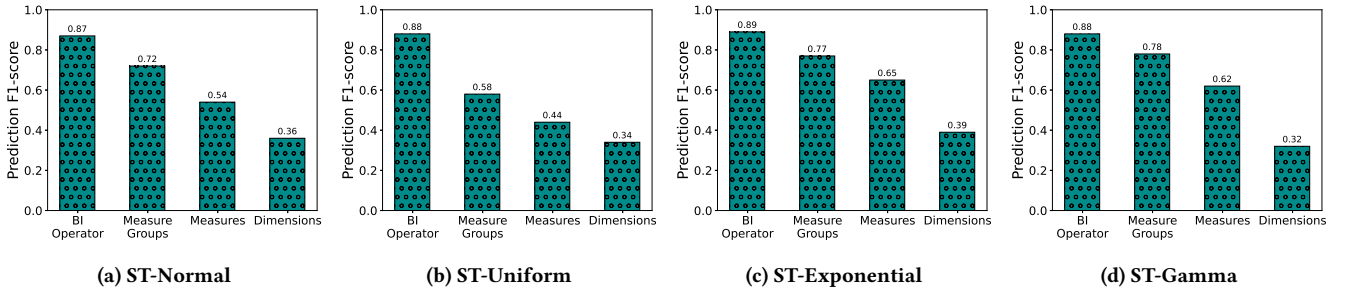 Prediction F1-score
1.0
0.8
0.6
0.4
0.2
0.0
0.87
0.72
0.54
0.36
BI
Operator
Measure
Groups
Measures
Dimensions
(a) ST-Normal
Prediction F1-score
1.0
0.8
0.6
0.4
0.2
0.0
0.88
0.58
0.44
0.34
BI
Operator
Measure
Groups
Measures
Dimensions
(b) ST-Uniform
Prediction F1-score
1.0
0.8
0.6
0.4
0.2
0.0
0.89
0.77
0.65
0.39
BI
Operator
Measure
Groups
Measures
Dimensions
(c) ST-Exponential
Prediction F1-score
1.0
0.8
0.6
0.4
0.2
0.0
0.88
0.78
0.62
0.32
BI
Operator
Measure
Groups
Measures
Dimensions
(d) ST-Gamma